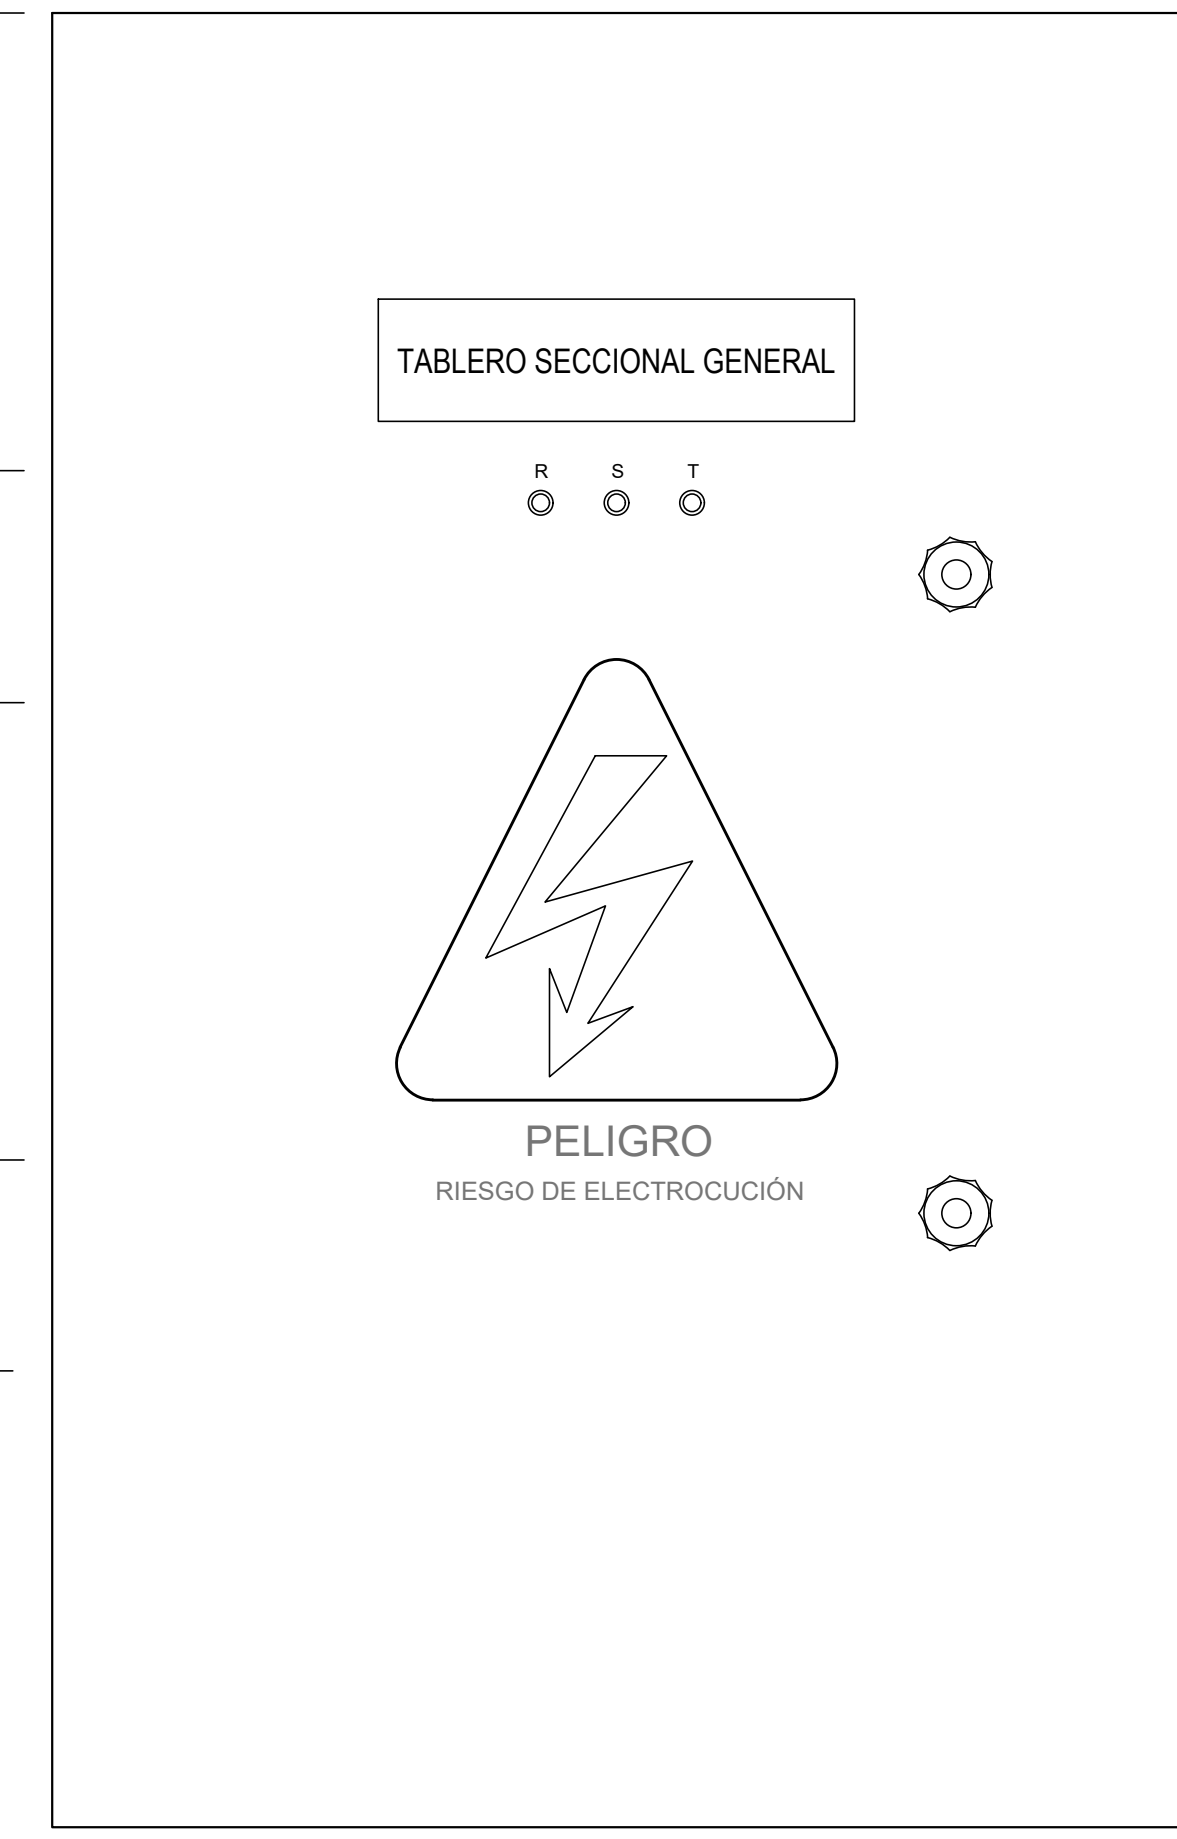 TABLERO SECCIONAL GENERAL
R S T
PELIGRO
RIESGO DE ELECTROCUCIÓN